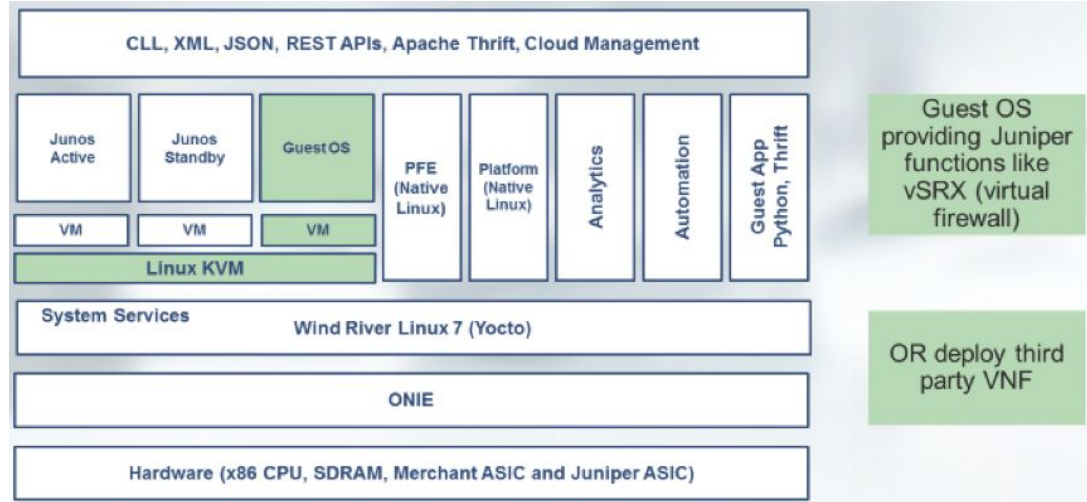 CLL, XML, JSON, REST APIs, Apache Thrift, Cloud Management
Junos
Active
Junos
Standby
Guest OS
PFE
(Native
Linux)
Platform
(Native
Linux)
Analytics
Automation
Guest App
Python, Thrift
VM
VM
VM
Linux KVM
System Services
Wind River Linux 7 (Yocto)
ONIE
Hardware (x86 CPU, SDRAM, Merchant ASIC and Juniper ASIC)
Guest OS
providing Juniper
functions like
vSRX (virtual
firewall)
OR deploy third
party VNF